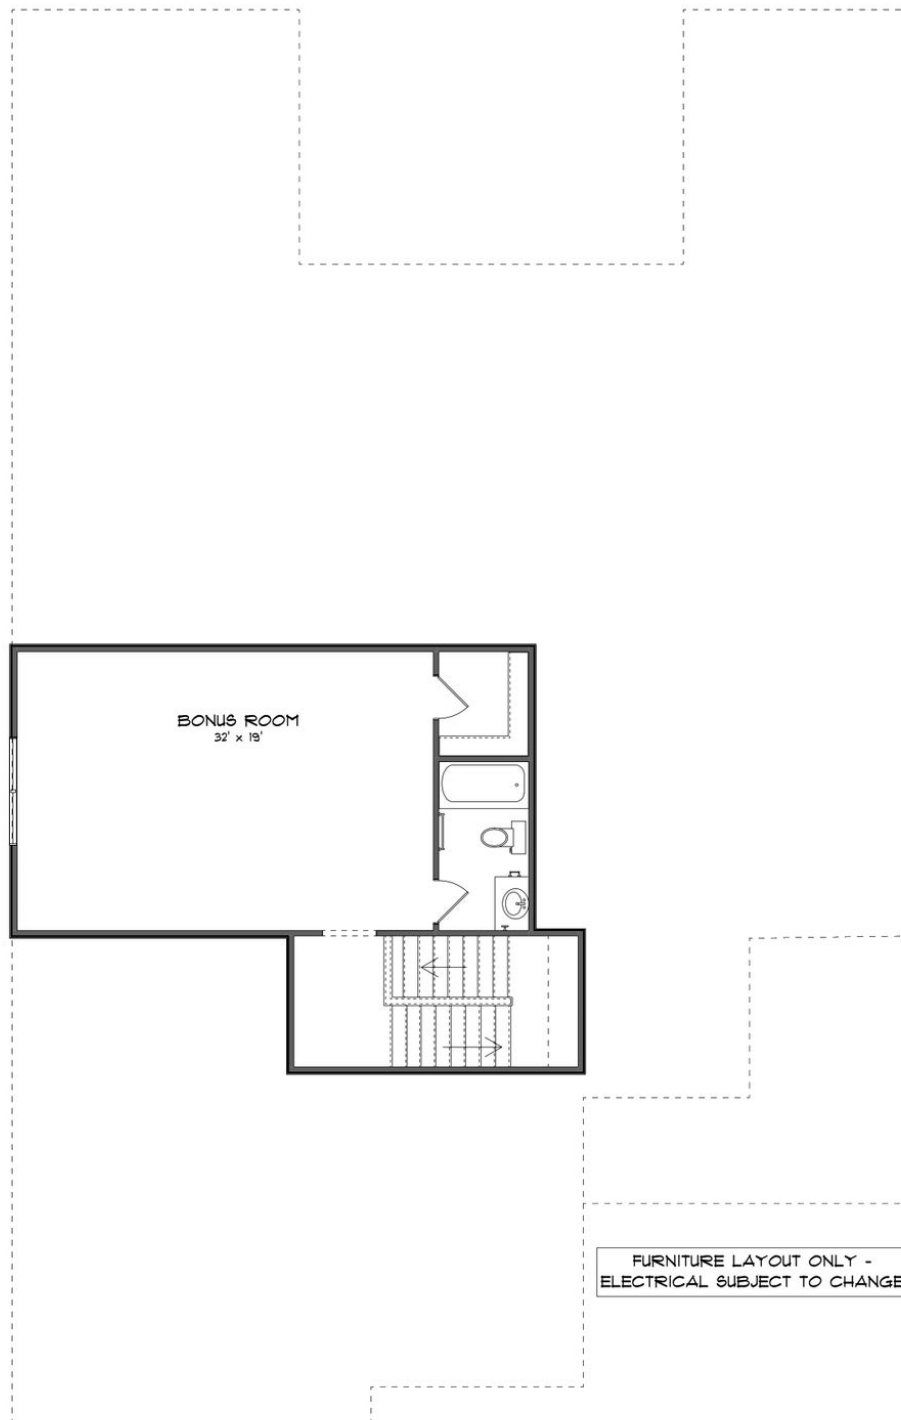 BONUS ROOM
32' x 19'
FURNITURE LAYOUT ONLY -
ELECTRICAL SUBJECT TO CHANGE